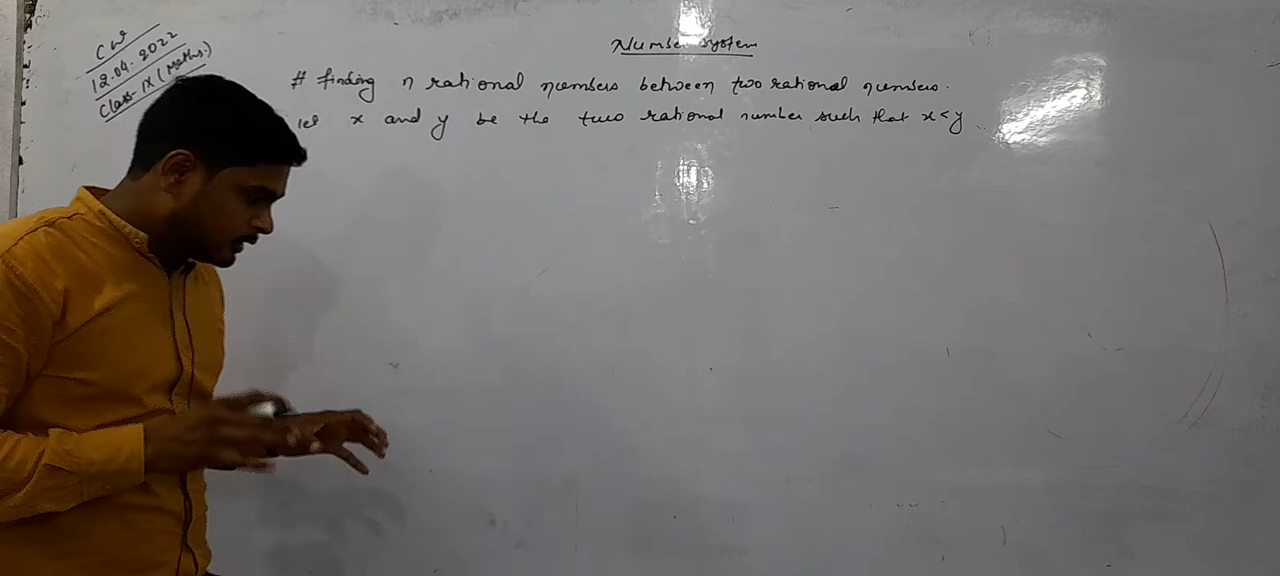 CW
12.04.2022
Class-IX (Maths.)
Number System
# finding n rational numbers between two rational numbers.
let x and y be the two rational number such that x<y